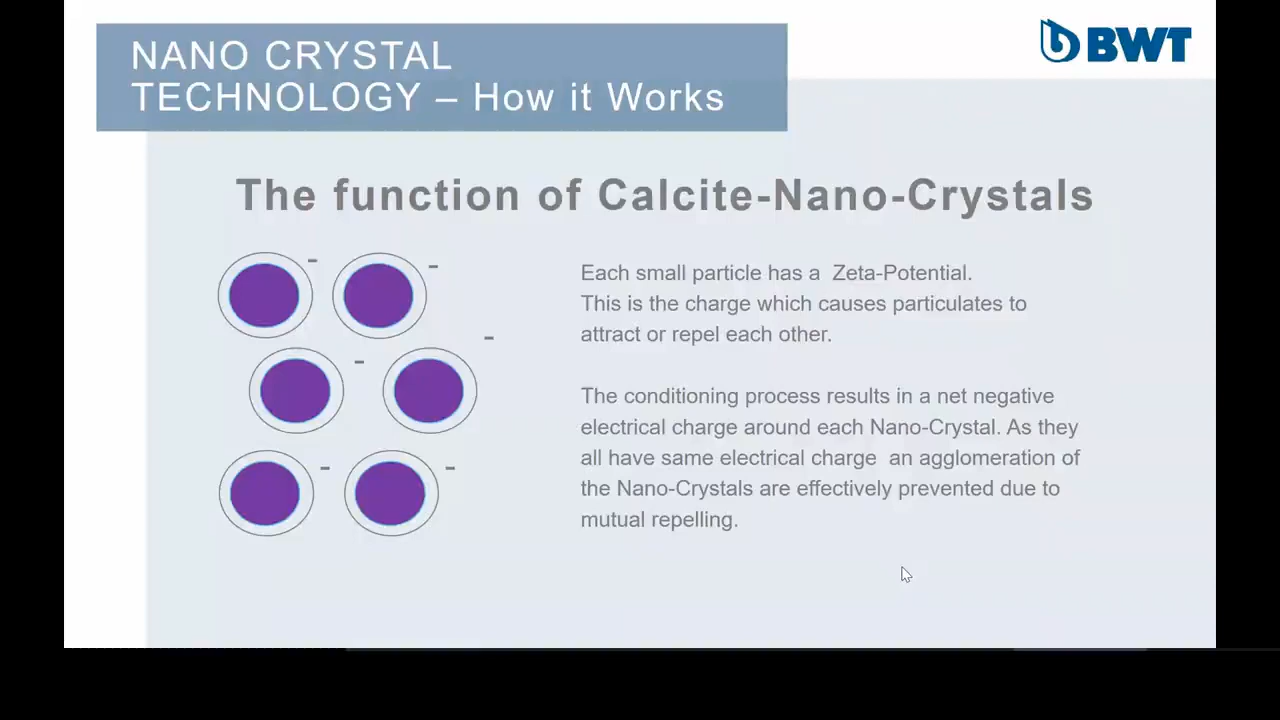 NANO CRYSTAL
TECHNOLOGY – How it Works
BWT
The function of Calcite-Nano-Crystals
- -
-
-
- -
Each small particle has a  Zeta-Potential.
This is the charge which causes particulates to
attract or repel each other.
The conditioning process results in a net negative
electrical charge around each Nano-Crystal. As they
all have same electrical charge  an agglomeration of
the Nano-Crystals are effectively prevented due to
mutual repelling.